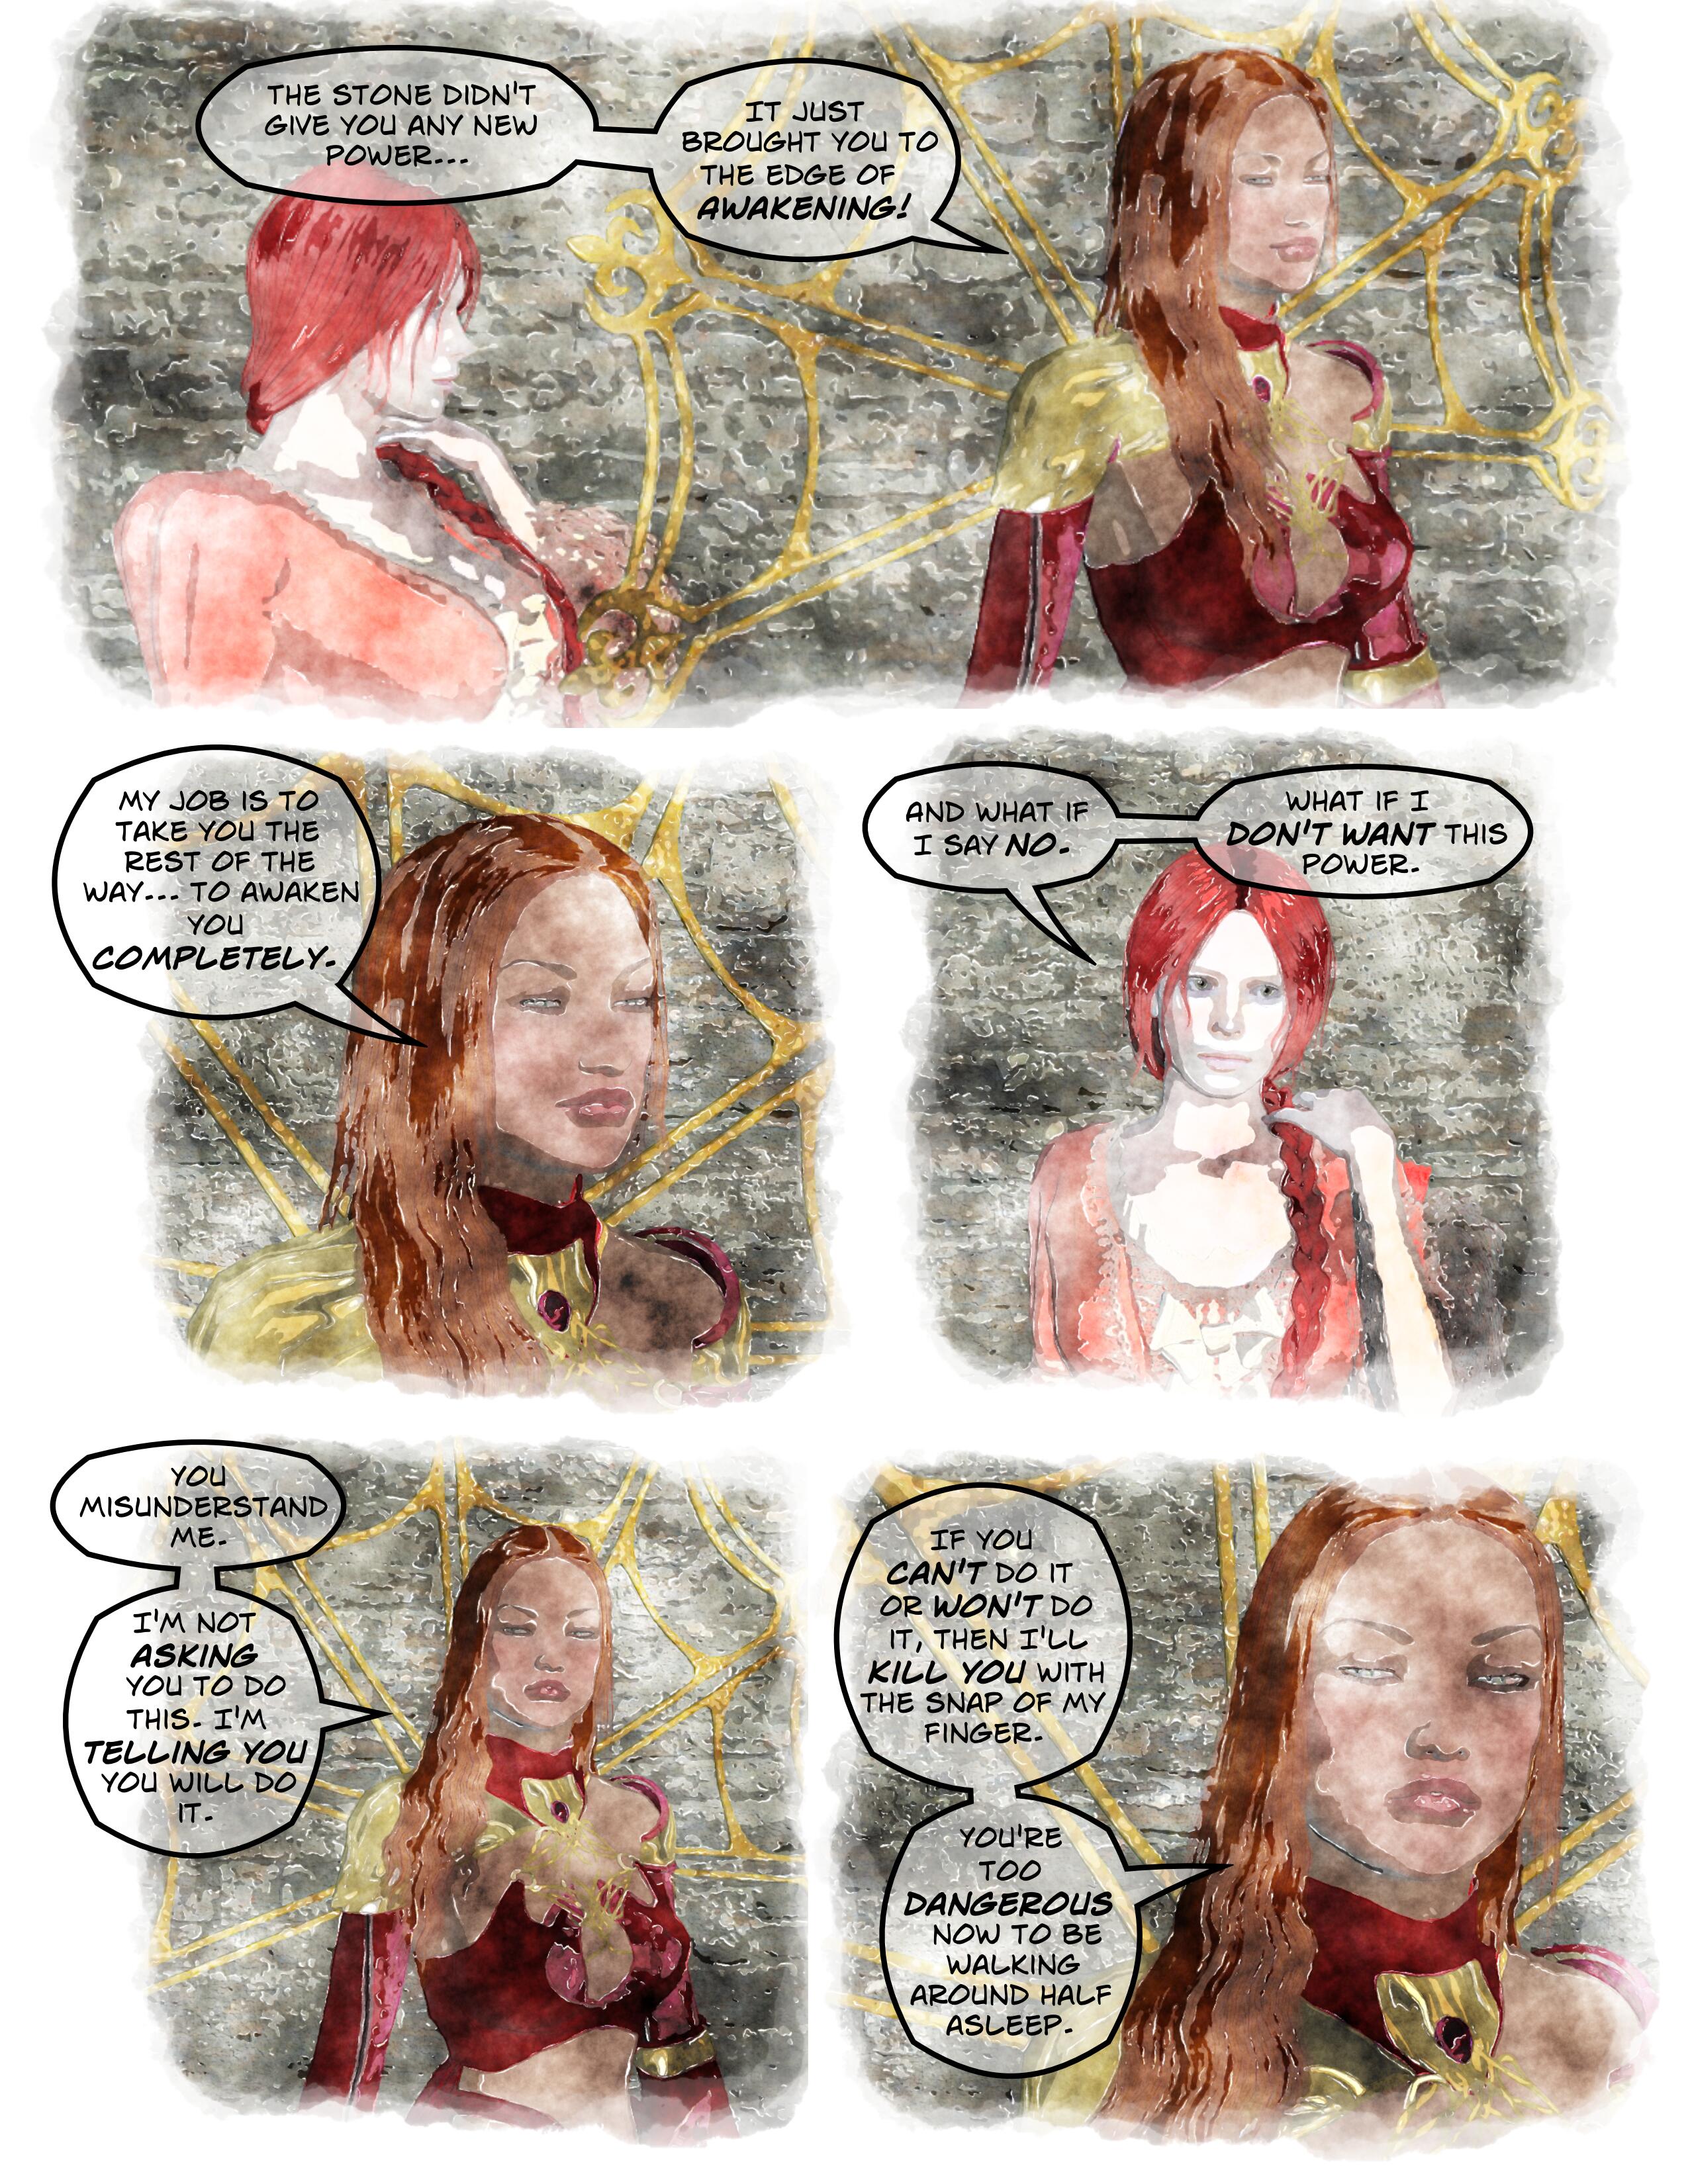 THE STONE DIDN'T
GIVE YOU ANY NEW
POWER...
IT JUST
BROUGHT YOU TO
THE EDGE OF
AWAKENING!
MY JOB IS TO
TAKE YOU THE
REST OF THE
WAY... TO AWAKEN
YOU
COMPLETELY.
AND WHAT IF
I SAY NO.
WHAT IF I
DON'T WANT THIS
POWER.
YOU
MISUNDERSTAND
ME.
I'M NOT
ASKING
YOU TO DO
THIS. I'M
TELLING YOU
YOU WILL DO
IT.
IF YOU
CAN'T DO IT
OR WON'T DO
IT, THEN I'LL
KILL YOU WITH
THE SNAP OF MY
FINGER.
YOU'RE
TOO
DANGEROUS
NOW TO BE
WALKING
AROUND HALF
ASLEEP.